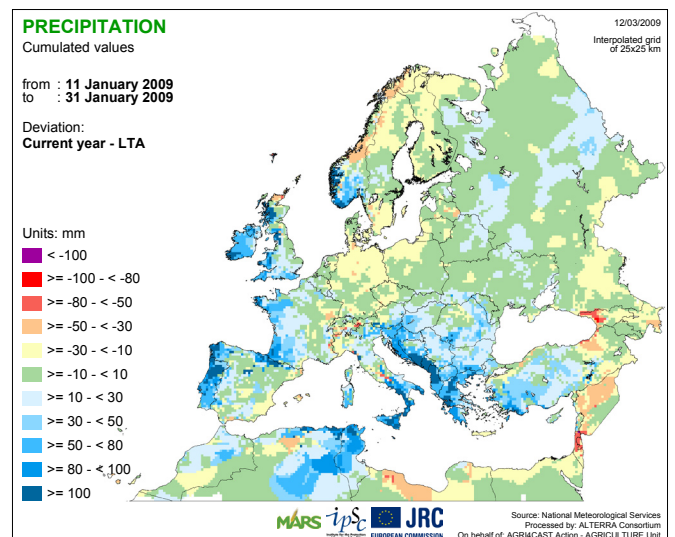 PRECIPITATION
Cumulated values
12/03/2009
Interpolated grid
of 25x25 km
from : 11 January 2009
to : 31 January 2009
Deviation:
Current year - LTA
Units: mm
< -100
>= -100 - < -80
>= -80 - < -50
>= -50 - < -30
>= -30 - < -10
>= -10 - < 10
>= 10 - < 30
>= 30 - < 50
>= 50 - < 80
>= 80 - < 100
>= 100
MARS ipsc JRC
EUROPEAN COMMISSION
Source: National Meteorological Services
Processed by: ALTERRA Consortium
On behalf of: AGRI4CAST Action - AGRICULTURE Unit